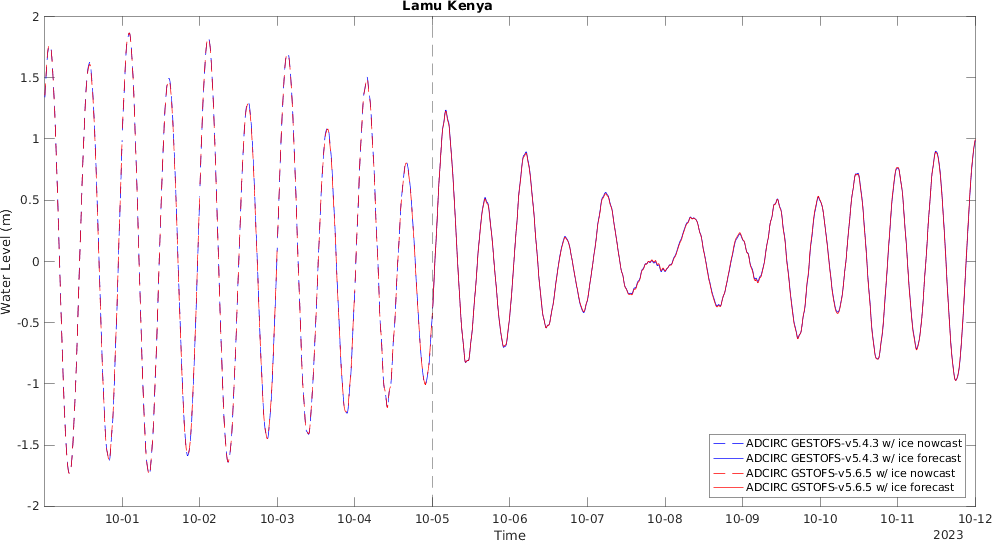 Lamu Kenya
2
1.5
1
0.5
0
-0.5
-1
-1.5
-2
Water Level (m)
10-01 10-02 10-03 10-04 10-05 10-06 10-07 10-08 10-09 10-10 10-11 10-12
Time
2023
ADCIRC GESTOFS-v5.4.3 w/ ice nowcast
ADCIRC GESTOFS-v5.4.3 w/ ice forecast
ADCIRC GSTOFS-v5.6.5 w/ ice nowcast
ADCIRC GSTOFS-v5.6.5 w/ ice forecast